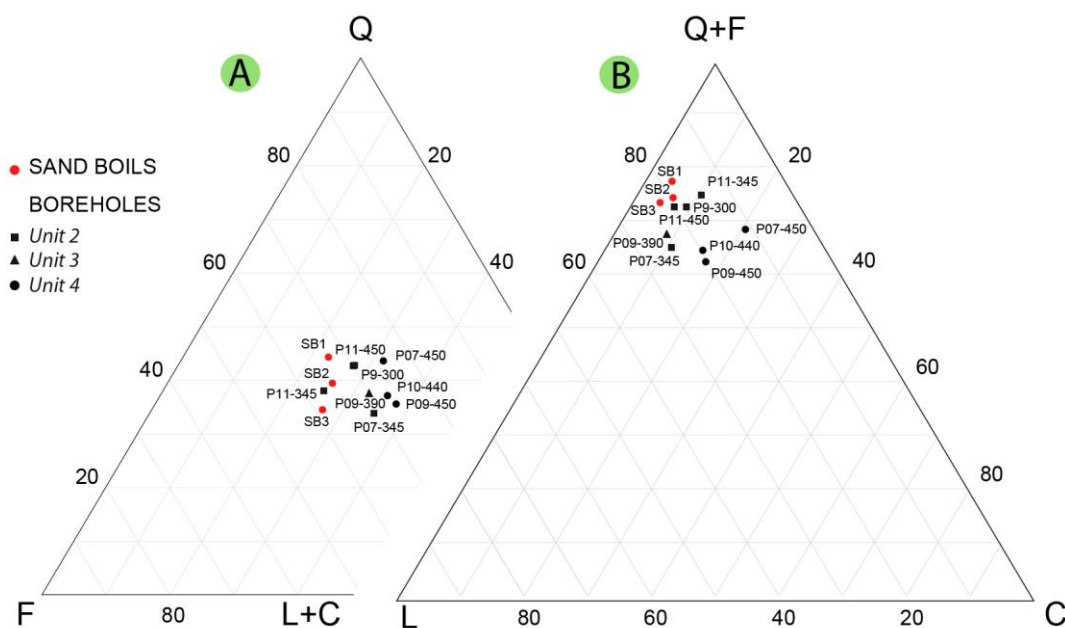 A
Q
80
20
SAND BOILS
BOREHOLES
Unit 2
Unit 3
Unit 4
60
40
SB1
P11-450
P07-450
P9-300
SB2
40
P10-440
P11-345
P09-390
P09-450
SB3
P07-345
20
F
80
L+C
B
Q+F
80
20
SB1
P11-345
SB2
SB3
P9-300
P11-450
P07-450
P09-390
P10-440
P07-345
P09-450
60
40
60
80
L
80
60
40
20
C